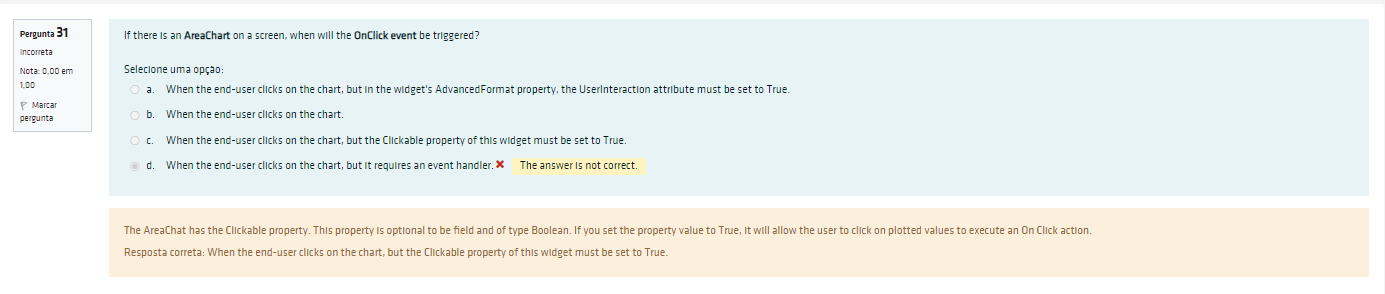 Pergunta 31
Incorreta
Nota: 0,00 em
1,00
Marcar
pergunta
If there is an AreaChart on a screen, when will the OnClick event be triggered?
Selecione uma opção:
a. When the end-user clicks on the chart, but in the widget's AdvancedFormat property, the UserInteraction attribute must be set to True.
b. When the end-user clicks on the chart.
c. When the end-user clicks on the chart, but the Clickable property of this widget must be set to True.
d. When the end-user clicks on the chart, but it requires an event handler. The answer is not correct.
The AreaChat has the Clickable property. This property is optional to be field and of type Boolean. If you set the property value to True, it will allow the user to click on plotted values to execute an On Click action.
Resposta correta: When the end-user clicks on the chart, but the Clickable property of this widget must be set to True.